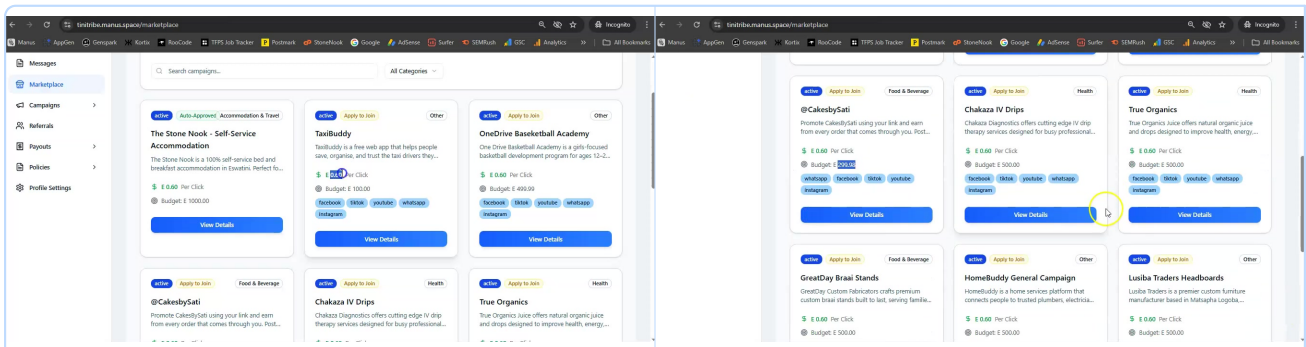 tinitribe.manus.space/marketplace
Incognito
Manus AppGen Genspark Kortix RooCode TFPS Job Tracker Postmark StoneNook Google AdSense Surfer SEMRush GSC Analytics » All Bookmarks
Messages
Marketplace
Campaigns
Referrals
Payouts
Policies
Profile Settings
Search campaigns...
All Categories
active Auto-Approved Accommodation & Travel
The Stone Nook - Self-Service
Accommodation
The Stone Nook is a 100% self-service bed and
breakfast accommodation in Eswatini. Perfect fo...
$ E 0.60 Per Click
Budget: E 1000.00
View Details
active Apply to Join Other
TaxiBuddy
TaxiBuddy is a free web app that helps people
save, organise, and trust the taxi drivers they...
Per Click
Budget: E 100.00
facebook tiktok youtube whatsapp
instagram
View Details
active Apply to Join Other
OneDrive Baseketball Academy
One Drive Basketball Academy is a girls-focused
basketball development program for ages 12–2...
$ E 0.60 Per Click
Budget: E 499.99
facebook tiktok youtube whatsapp
instagram
View Details
active Apply to Join Food & Beverage
@CakesbySati
Promote CakesBySati using your link and earn
from every order that comes through you. Post...
active Apply to Join Health
Chakaza IV Drips
Chakaza Diagnostics offers cutting edge IV drip
therapy services designed for busy professional...
active Apply to Join Health
True Organics
True Organics Juice offers natural organic juice
and drops designed to improve health, energy,...
tinitribe.manus.space/marketplace
Incognito
Manus AppGen Genspark Kortix RooCode TFPS Job Tracker Postmark StoneNook Google AdSense Surfer SEMRush GSC Analytics » All Bookmarks
active Apply to Join Food & Beverage
@CakesbySati
Promote CakesBySati using your link and earn
from every order that comes through you. Post...
$ E 0.60 Per Click
Budget: E 299.98
whatsapp facebook tiktok youtube
instagram
View Details
active Apply to Join Health
Chakaza IV Drips
Chakaza Diagnostics offers cutting edge IV drip
therapy services designed for busy professional...
$ E 0.60 Per Click
Budget: E 500.00
facebook tiktok youtube whatsapp
instagram
View Details
active Apply to Join Health
True Organics
True Organics Juice offers natural organic juice
and drops designed to improve health, energy,...
$ E 0.60 Per Click
Budget: E 500.00
facebook tiktok youtube whatsapp
instagram
View Details
active Apply to Join Food & Beverage
GreatDay Braai Stands
GreatDay Custom Fabricators crafts premium
custom braai stands built to last, serving familie...
$ E 0.60 Per Click
Budget: E 500.00
active Apply to Join Other
HomeBuddy General Campaign
HomeBuddy is a home services platform that
connects people to trusted plumbers, electricia...
$ E 0.60 Per Click
Budget: E 500.00
active Apply to Join Other
Lusiba Traders Headboards
Lusiba Traders is a premier custom furniture
manufacturer based in Matsapha Logoba,...
$ E 0.60 Per Click
Budget: E 500.00